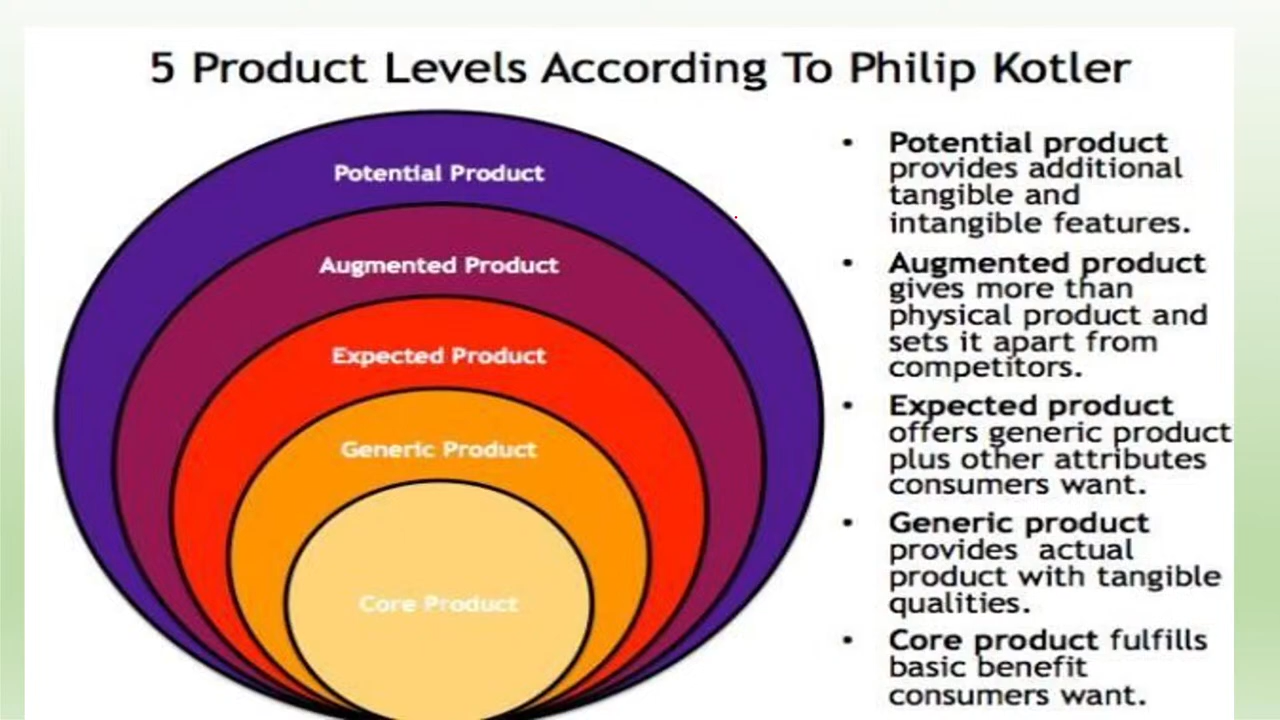 5 Product Levels According To Philip Kotler
Potential Product
Augmented Product
Expected Product
Generic Product
Core Product
• Potential product
provides additional
tangible and
intangible features.
• Augmented product
gives more than
physical product and
sets it apart from
competitors.
• Expected product
offers generic product
plus other attributes
consumers want.
• Generic product
provides actual
product with tangible
qualities.
• Core product fulfills
basic benefit
consumers want.